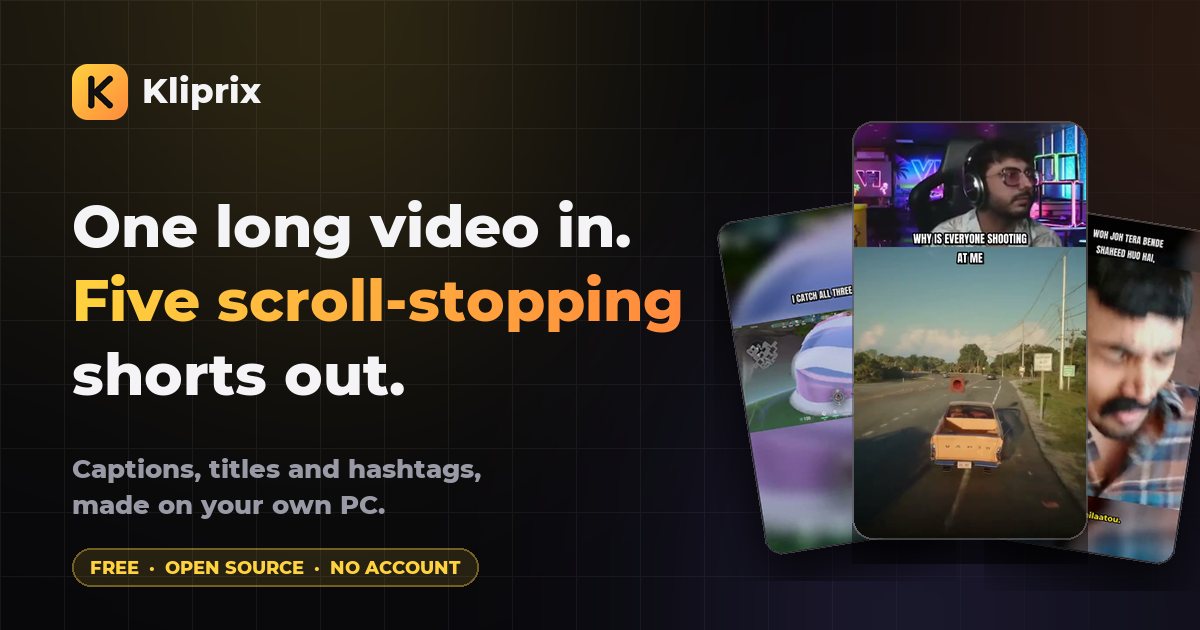 K Kliprix
One long video in.
Five scroll-stopping
shorts out.
Captions, titles and hashtags,
made on your own PC.
FREE · OPEN SOURCE · NO ACCOUNT
I CATCH ALL THREE
WHY IS EVERYONE SHOOTING
AT ME
WOH JOH TERA BENDE
SHAHEED HUO HAI,